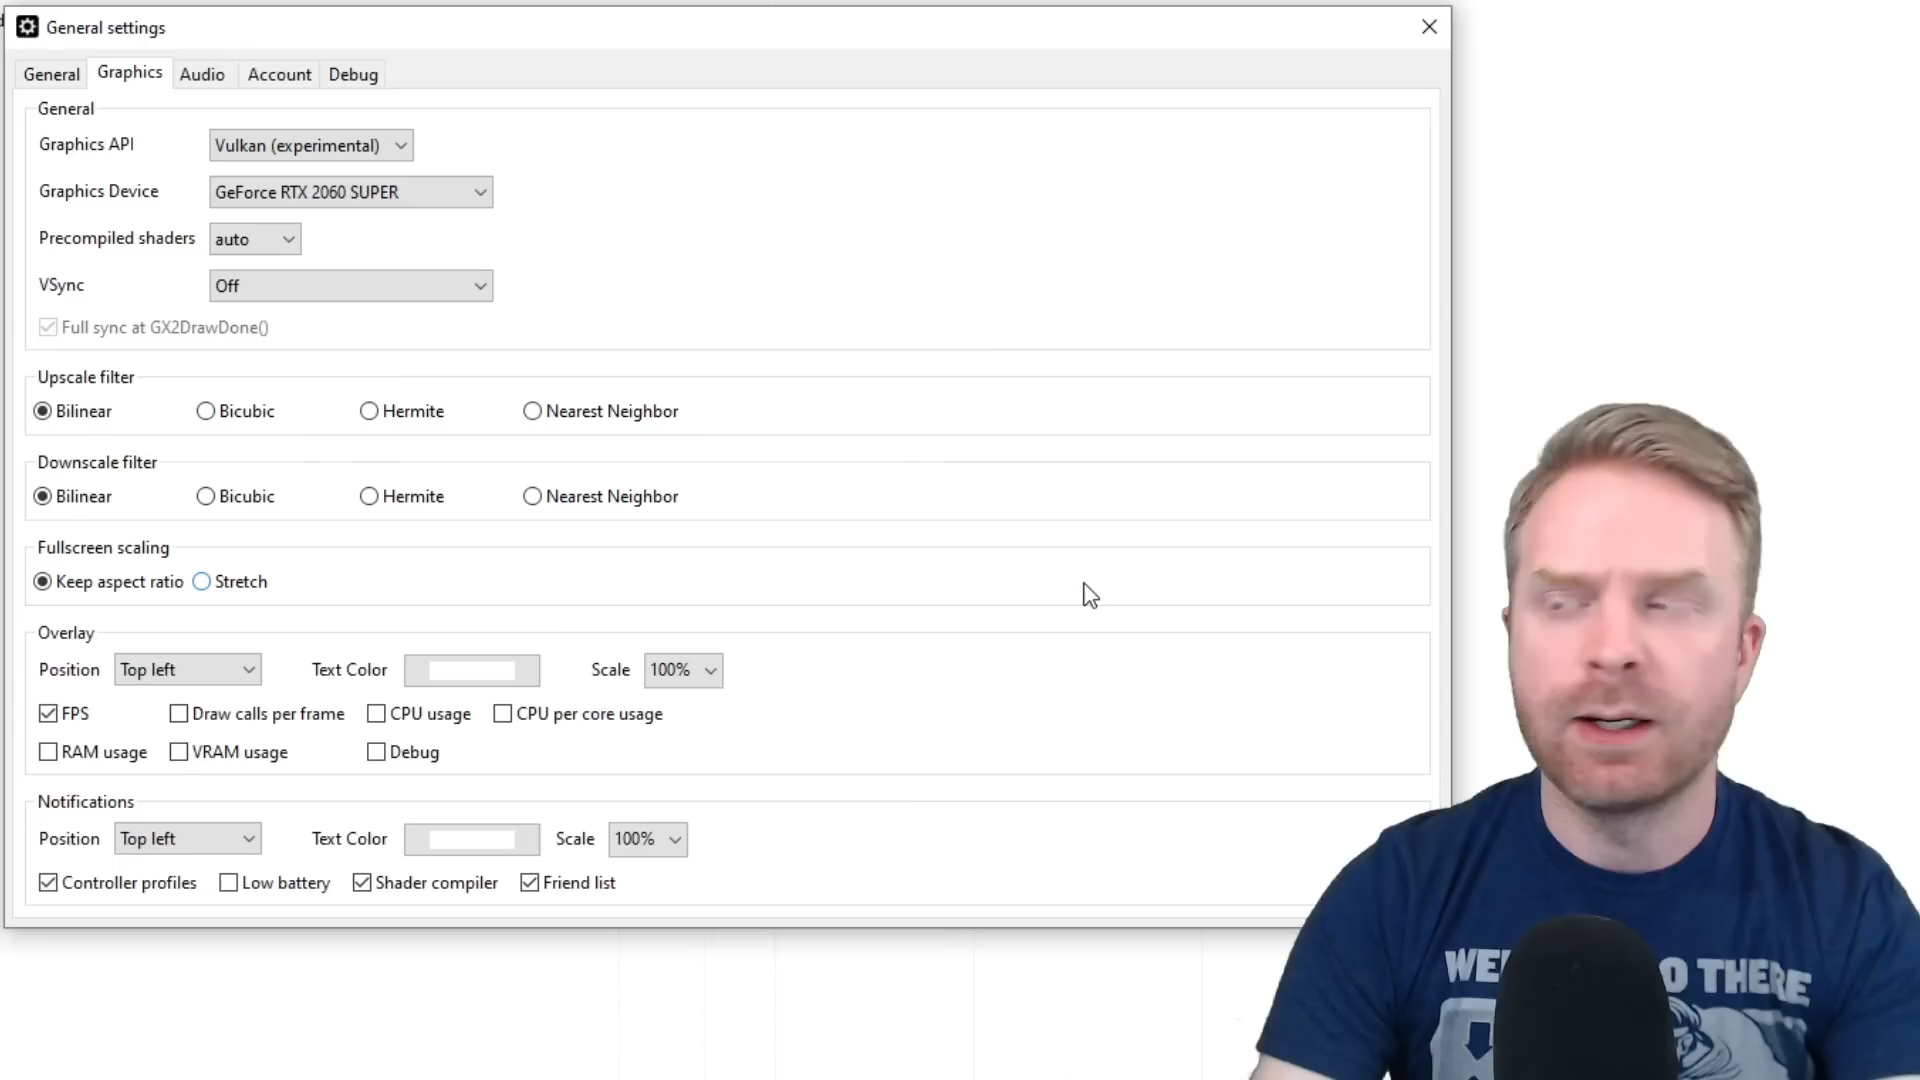 General settings
General Graphics Audio Account Debug
General
Graphics API Vulkan (experimental)
Graphics Device GeForce RTX 2060 SUPER
Precompiled shaders auto
VSync Off
Full sync at GX2DrawDone()
Upscale filter
Bilinear Bicubic Hermite Nearest Neighbor
Downscale filter
Bilinear Bicubic Hermite Nearest Neighbor
Fullscreen scaling
Keep aspect ratio Stretch
Overlay
Position Top left Text Color Scale 100%
FPS Draw calls per frame CPU usage CPU per core usage
RAM usage VRAM usage Debug
Notifications
Position Top left Text Color Scale 100%
Controller profiles Low battery Shader compiler Friend list
THERE